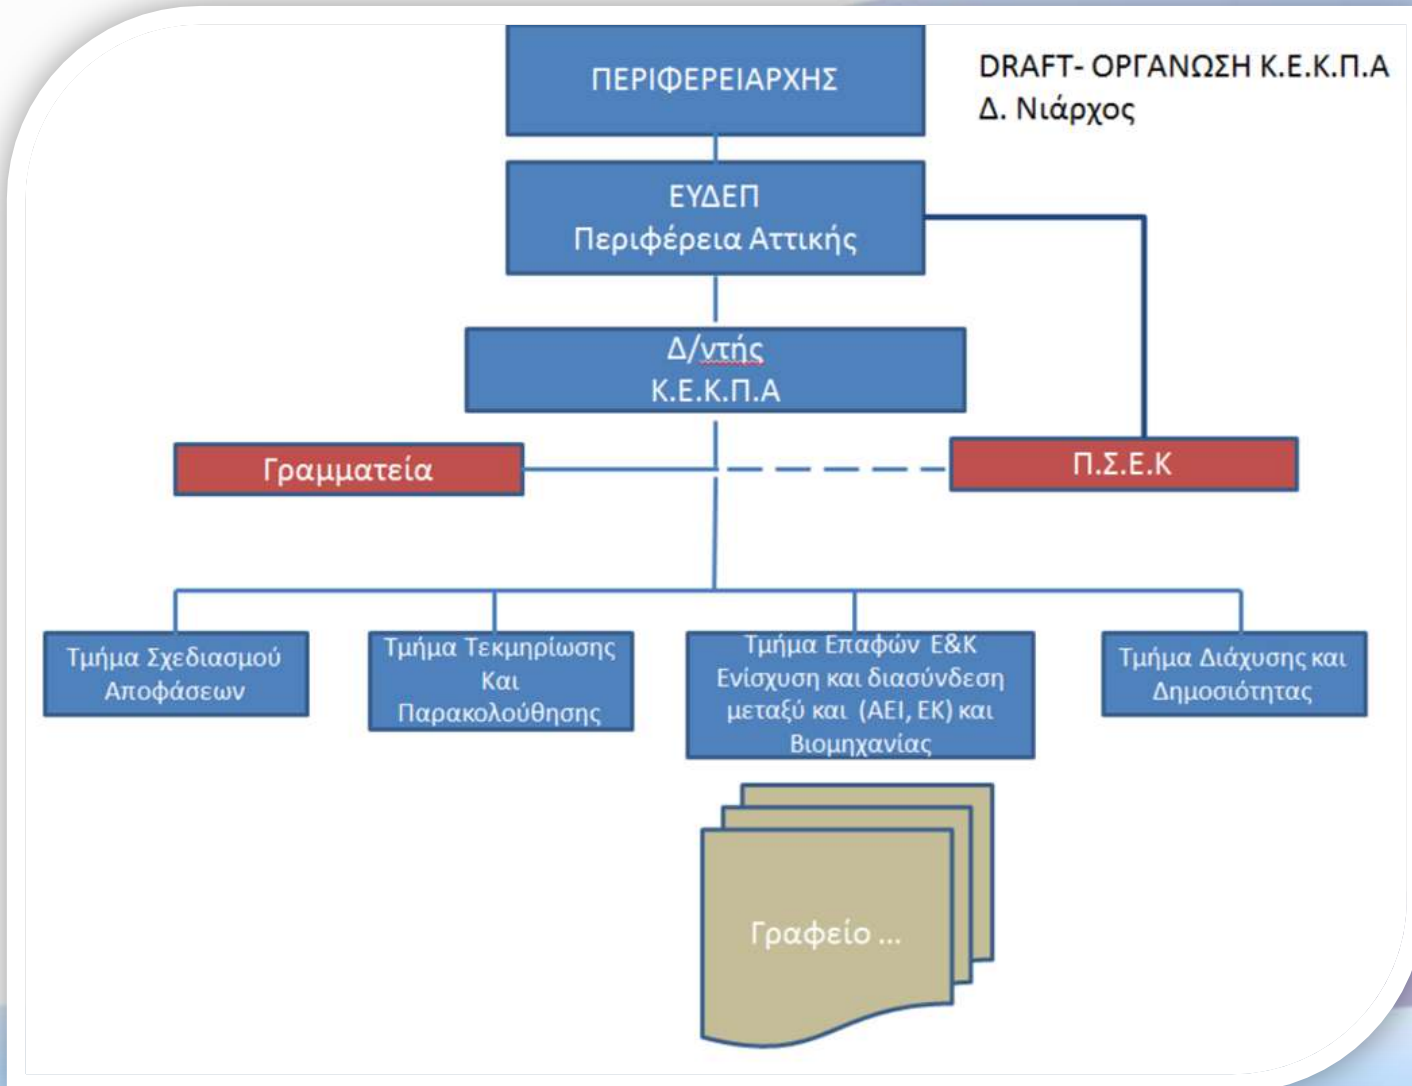 ΠΕΡΙΦΕΡΕΙΑΡΧΗΣ
DRAFT- ΟΡΓΑΝΩΣΗ Κ.Ε.Κ.Π.Α
Δ. Νιάρχος
ΕΥΔΕΠ
Περιφέρεια Αττικής
Δ/ντής
Κ.Ε.Κ.Π.Α
Γραμματεία
Π.Σ.Ε.Κ
Τμήμα Σχεδιασμού
Αποφάσεων
Τμήμα Τεκμηρίωσης
Και
Παρακολούθησης
Τμήμα Επαφών Ε&Κ
Ενίσχυση και διασύνδεση
μεταξύ και (ΑΕΙ, ΕΚ) και
Βιομηχανίας
Τμήμα Διάχυσης και
Δημοσιότητας
Γραφείο ...